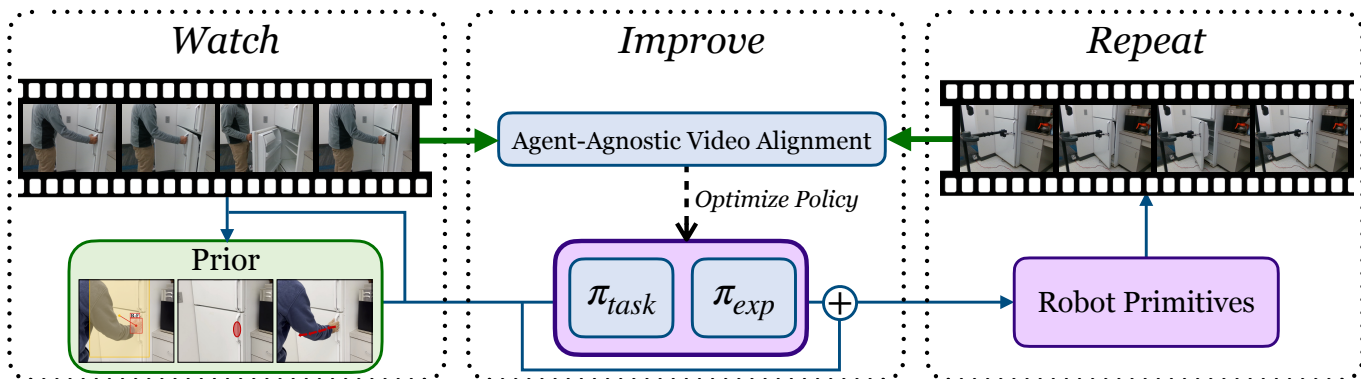 Watch
Improve
Repeat
Agent-Agnostic Video Alignment
Optimize Policy
Prior
π_task
π_exp
+
Robot Primitives